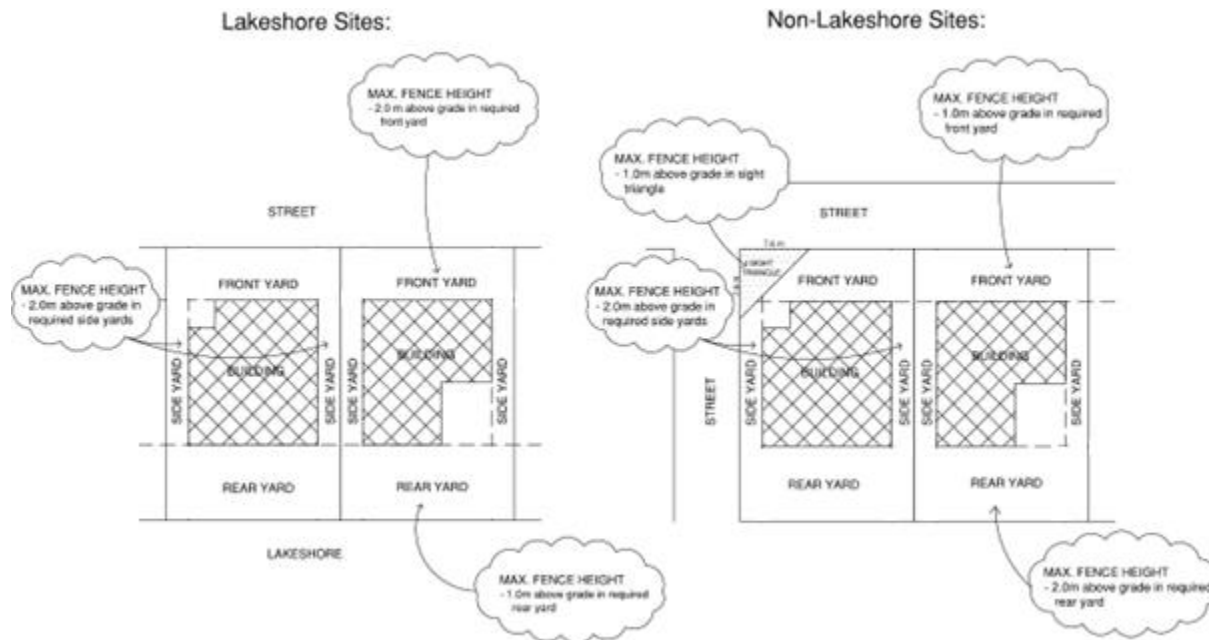 Lakeshore Sites:
MAX. FENCE HEIGHT
- 2.0 m above grade in required
front yard
STREET
FRONT YARD
FRONT YARD
MAX. FENCE HEIGHT
- 2.0m above grade in
required side yards
SIDE YARD
BUILDING
SIDE YARD
SIDE YARD
BUILDING
SIDE YARD
REAR YARD
REAR YARD
LAKESHORE
MAX. FENCE HEIGHT
- 1.0m above grade in required
rear yard
Non-Lakeshore Sites:
MAX. FENCE HEIGHT
- 1.0m above grade in required
front yard
MAX. FENCE HEIGHT
- 1.0m above grade in sight
triangle
STREET
SIGHT
TRIANGLE
FRONT YARD
FRONT YARD
MAX. FENCE HEIGHT
- 2.0m above grade in
required side yards
STREET
SIDE YARD
BUILDING
SIDE YARD
SIDE YARD
BUILDING
SIDE YARD
REAR YARD
REAR YARD
MAX. FENCE HEIGHT
- 2.0m above grade in required
rear yard